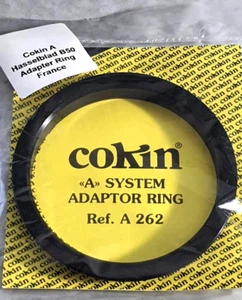 Cokin A
Hasselblad B50
Adapter Ring
France
cokin®
«A» SYSTEM
ADAPTOR RING
Ref. A 262